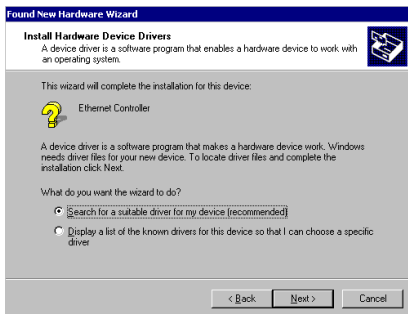 Found New Hardware Wizard
Install Hardware Device Drivers
A device driver is a software program that enables a hardware device to work with
an operating system.
This wizard will complete the installation for this device:
Ethernet Controller
A device driver is a software program that makes a hardware device work. Windows
needs driver files for your new device. To locate driver files and complete the
installation click Next.
What do you want the wizard to do?
Search for a suitable driver for my device (recommended)
Display a list of the known drivers for this device so that I can choose a specific
driver
< Back
Next >
Cancel